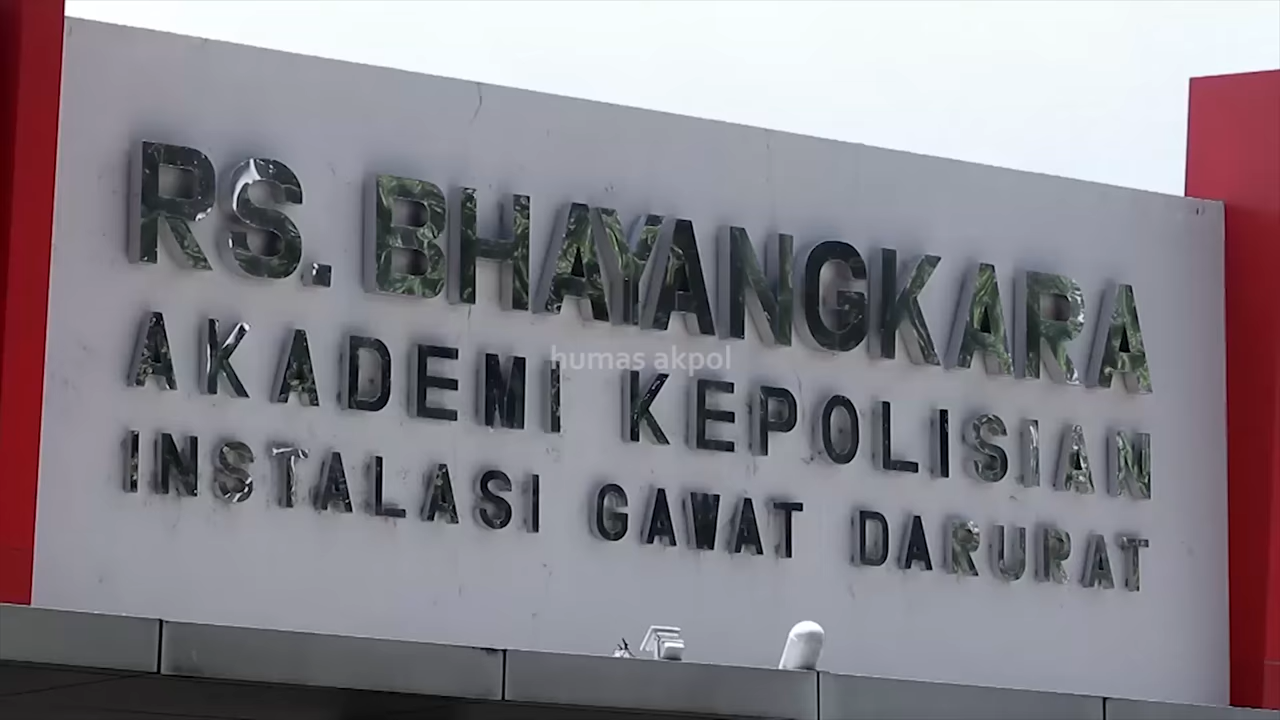 RS. BHAYANGKARA
AKADEMI KEPOLISIAN
humas akpol
INSTALASI GAWAT DARURAT